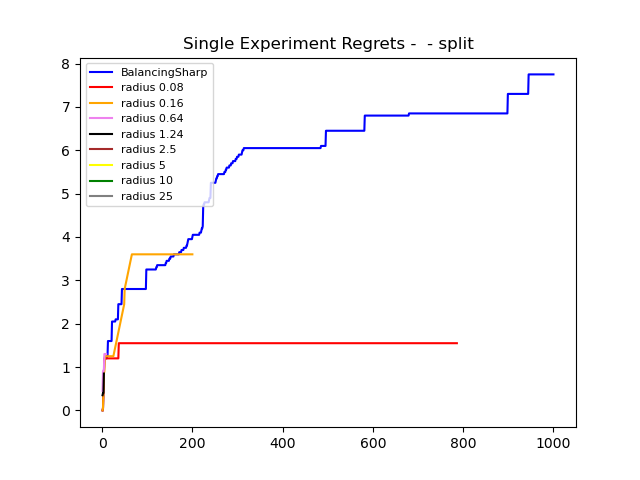 Single Experiment Regrets -  - split
8
7
6
5
4
3
2
1
0
BalancingSharp
radius 0.08
radius 0.16
radius 0.64
radius 1.24
radius 2.5
radius 5
radius 10
radius 25
0 200 400 600 800 1000